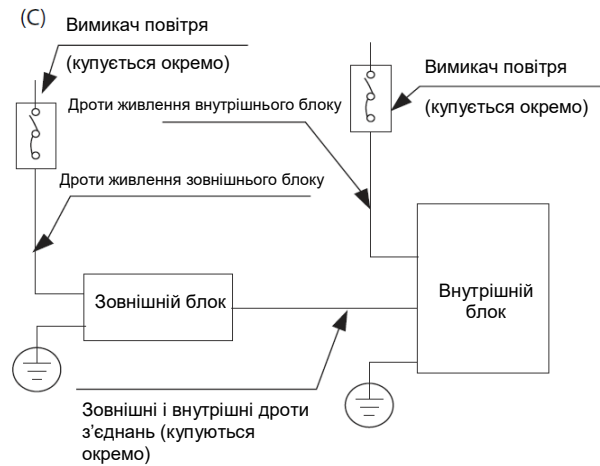 (C)
Вимикач повітря
(купується окремо)
Вимикач повітря
(купується окремо)
Дроти живлення внутрішнього блоку
Дроти живлення зовнішнього блоку
Зовнішній блок
Внутрішній
блок
Зовнішні і внутрішні дроти
з’єднань (купуються
окремо)